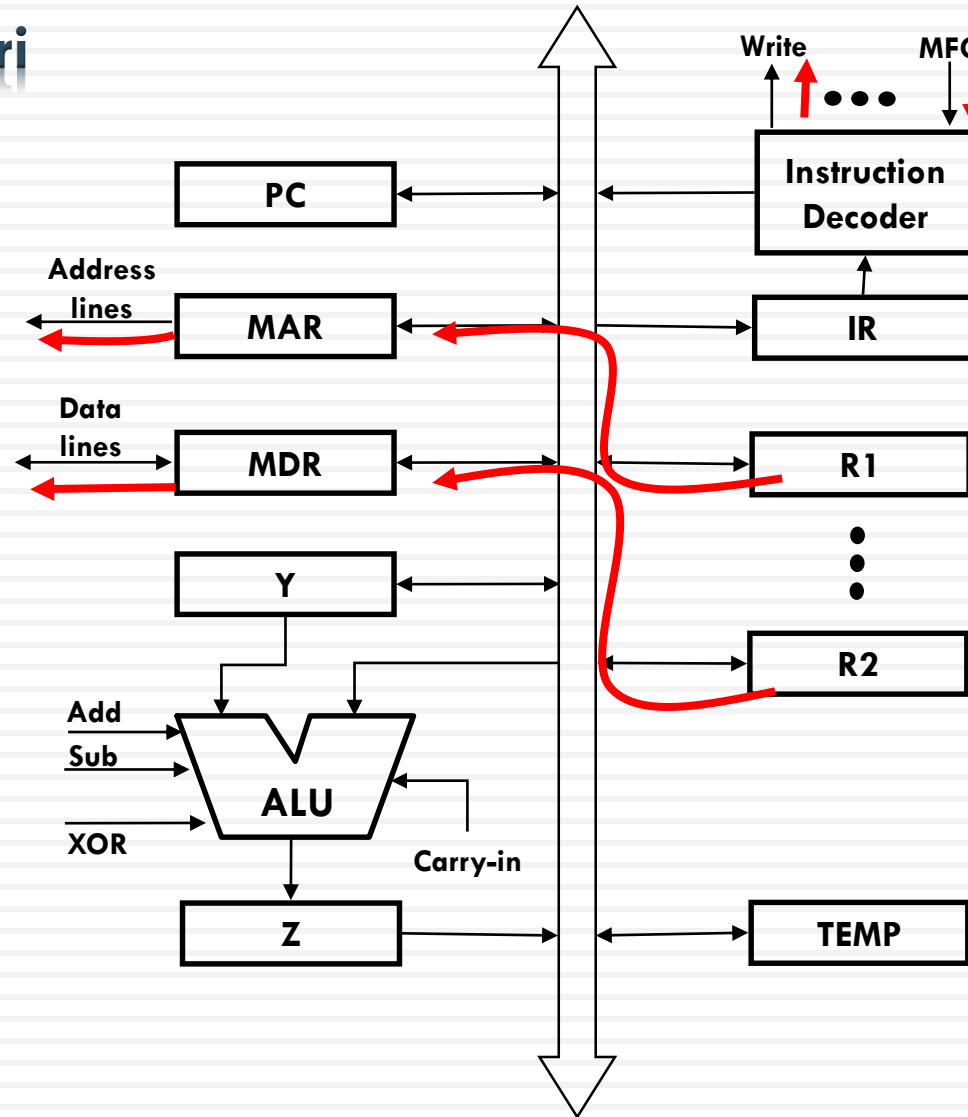 ri
Write
MFC
Instruction
Decoder
PC
Address
lines
MAR
IR
Data
lines
MDR
R1
Y
R2
Add
Sub
ALU
XOR
Carry-in
Z
TEMP